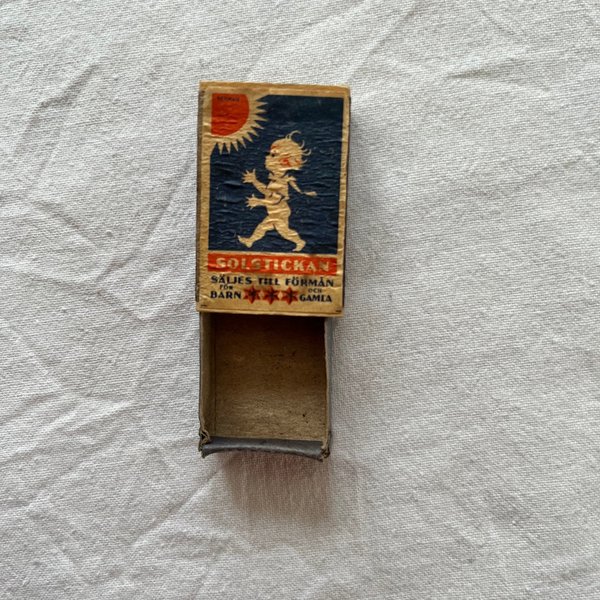 SOLSTICKAN
SÄLJES TILL FÖRMÅN
FÖR BARN OCH GAMLA